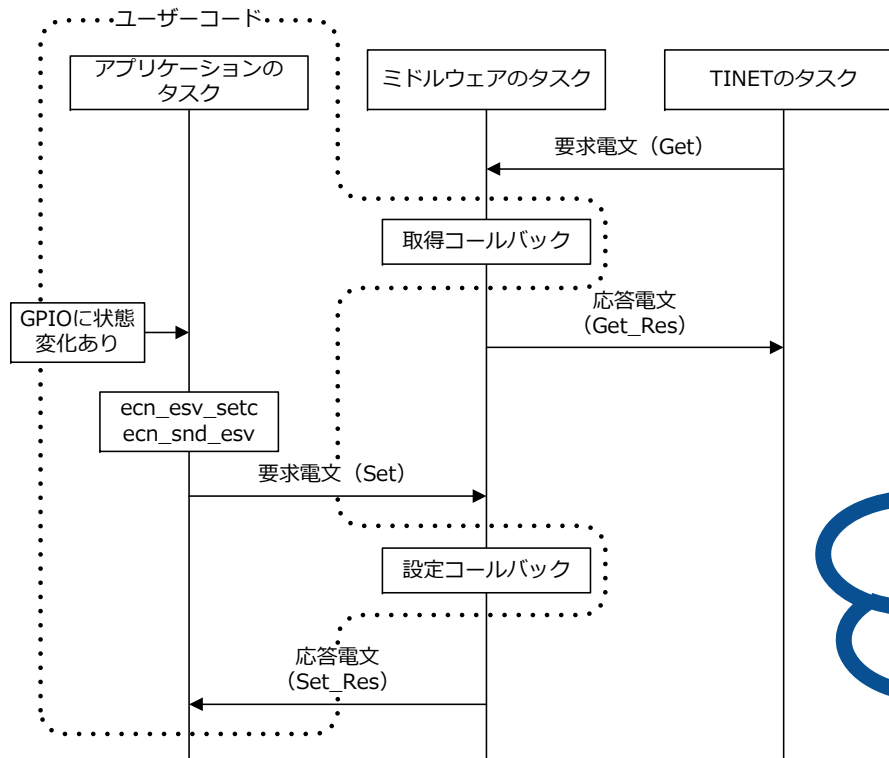 ユーザーコード
アプリケーションの
タスク
ミドルウェアのタスク
TINETのタスク
要求電文（Get）
取得コールバック
応答電文
（Get_Res）
GPIOに状態
変化あり
ecn_esv_setc
ecn_snd_esv
要求電文（Set）
設定コールバック
応答電文
（Set_Res）